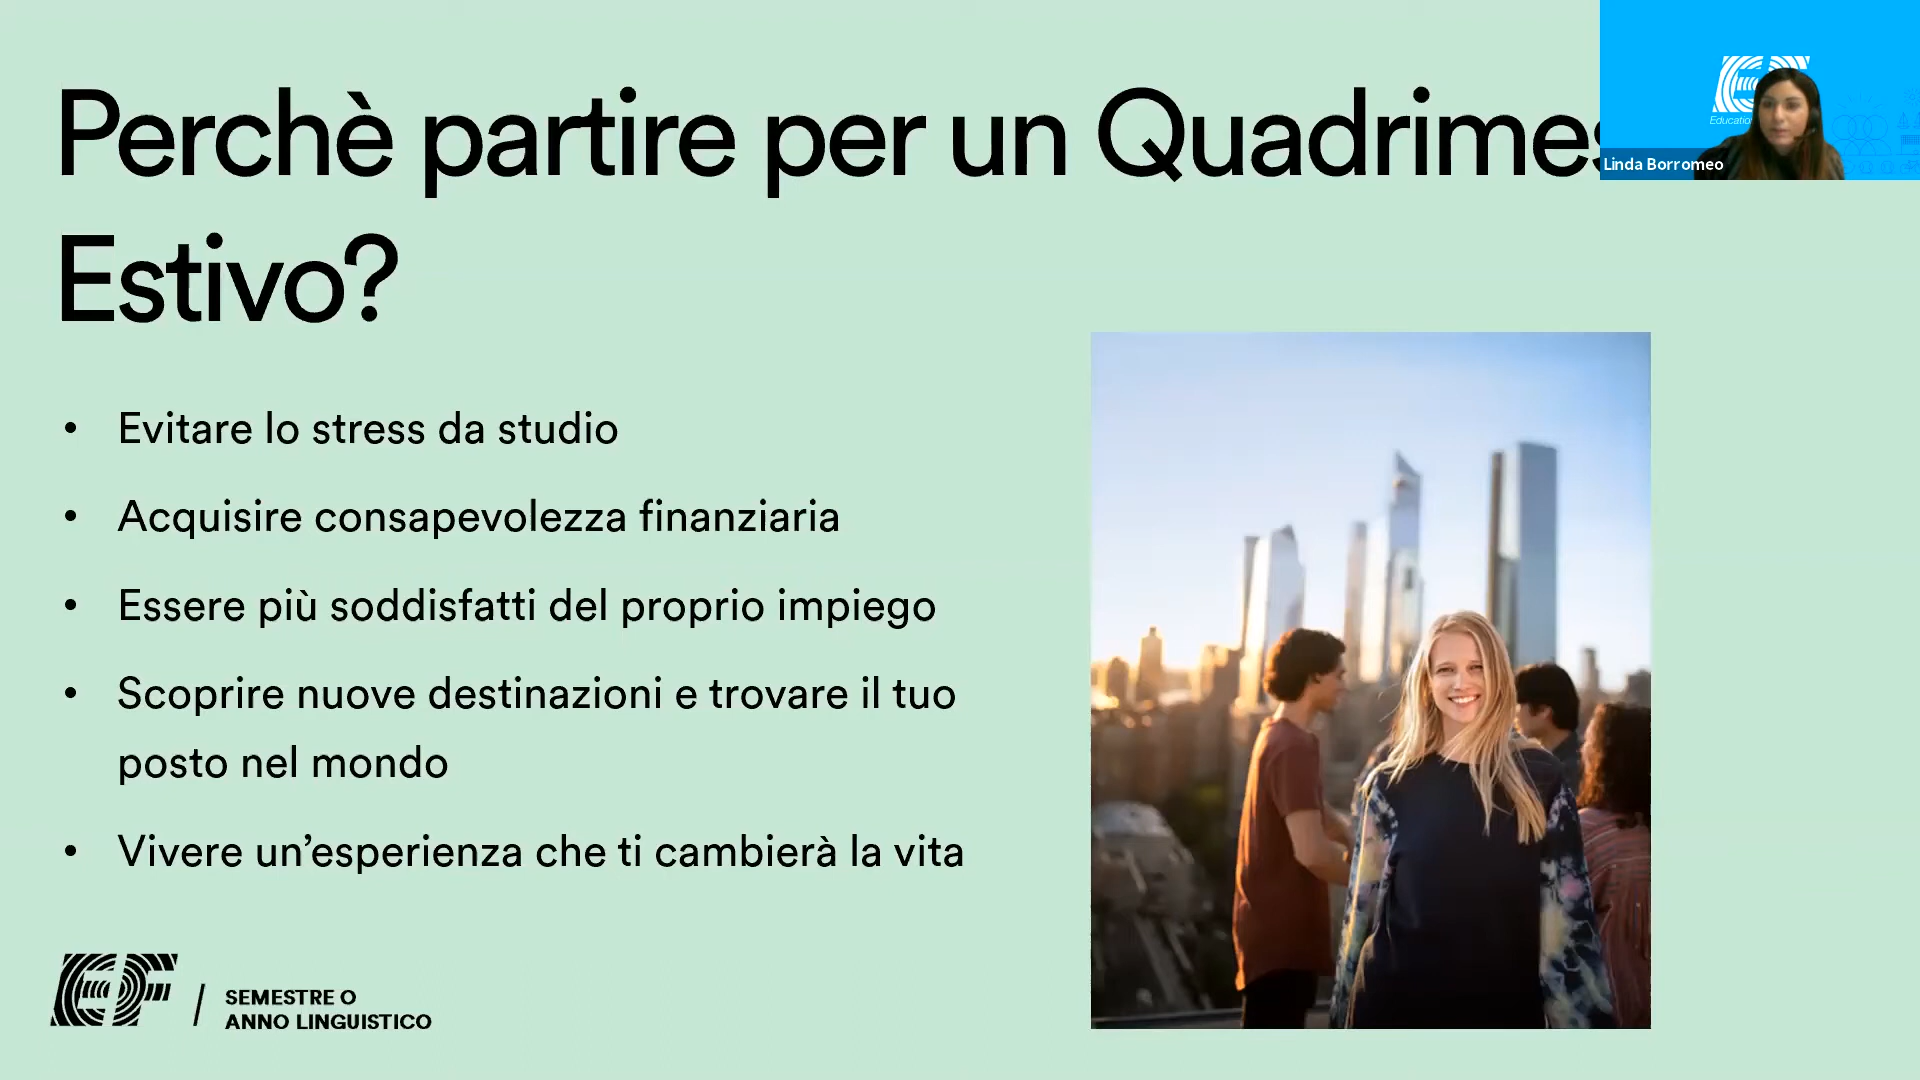 Perchè partire per un Quadrimes
Estivo?
Educatio
Linda Borromeo
• Evitare lo stress da studio
• Acquisire consapevolezza finanziaria
• Essere più soddisfatti del proprio impiego
• Scoprire nuove destinazioni e trovare il tuo
posto nel mondo
• Vivere un’esperienza che ti cambierà la vita
EF
SEMESTRE O
ANNO LINGUISTICO